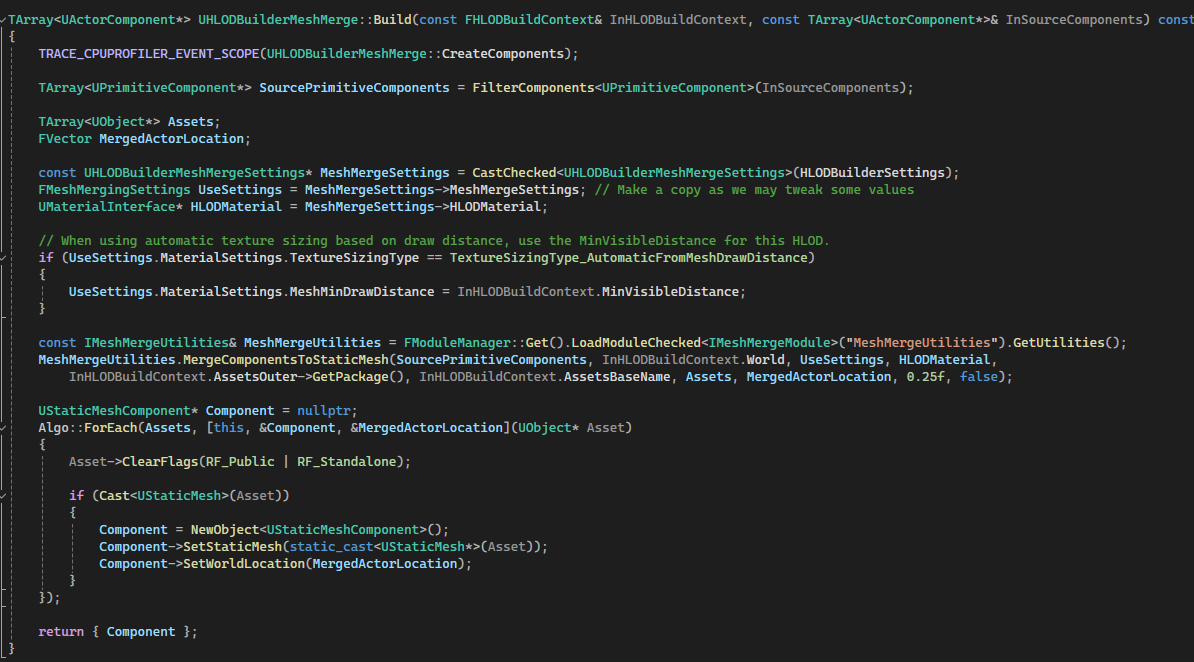 TArray<UActorComponent*> UHLODBuilderMeshMerge::Build(const FHLODBuildContext& InHLODBuildContext, const TArray<UActorComponent*>& InSourceComponents) const
{
    TRACE_CPUPROFILER_EVENT_SCOPE(UHLODBuilderMeshMerge::CreateComponents);

    TArray<UPrimitiveComponent*> SourcePrimitiveComponents = FilterComponents<UPrimitiveComponent>(InSourceComponents);

    TArray<UObject*> Assets;
    FVector MergedActorLocation;

    const UHLODBuilderMeshMergeSettings* MeshMergeSettings = CastChecked<UHLODBuilderMeshMergeSettings>(HLODBuilderSettings);
    FMeshMergingSettings UseSettings = MeshMergeSettings->MeshMergeSettings; // Make a copy as we may tweak some values
    UMaterialInterface* HLODMaterial = MeshMergeSettings->HLODMaterial;

    // When using automatic texture sizing based on draw distance, use the MinVisibleDistance for this HLOD.
    if (UseSettings.MaterialSettings.TextureSizingType == TextureSizingType_AutomaticFromMeshDrawDistance)
    {
        UseSettings.MaterialSettings.MeshMinDrawDistance = InHLODBuildContext.MinVisibleDistance;
    }

    const IMeshMergeUtilities& MeshMergeUtilities = FModuleManager::Get().LoadModuleChecked<IMeshMergeModule>("MeshMergeUtilities").GetUtilities();
    MeshMergeUtilities.MergeComponentsToStaticMesh(SourcePrimitiveComponents, InHLODBuildContext.World, UseSettings, HLODMaterial,
        InHLODBuildContext.AssetsOuter->GetPackage(), InHLODBuildContext.AssetsBaseName, Assets, MergedActorLocation, 0.25f, false);

    UStaticMeshComponent* Component = nullptr;
    Algo::ForEach(Assets, [this, &Component, &MergedActorLocation](UObject* Asset)
    {
        Asset->ClearFlags(RF_Public | RF_Standalone);

        if (Cast<UStaticMesh>(Asset))
        {
            Component = NewObject<UStaticMeshComponent>();
            Component->SetStaticMesh(static_cast<UStaticMesh*>(Asset));
            Component->SetWorldLocation(MergedActorLocation);
        }
    });

    return { Component };
}